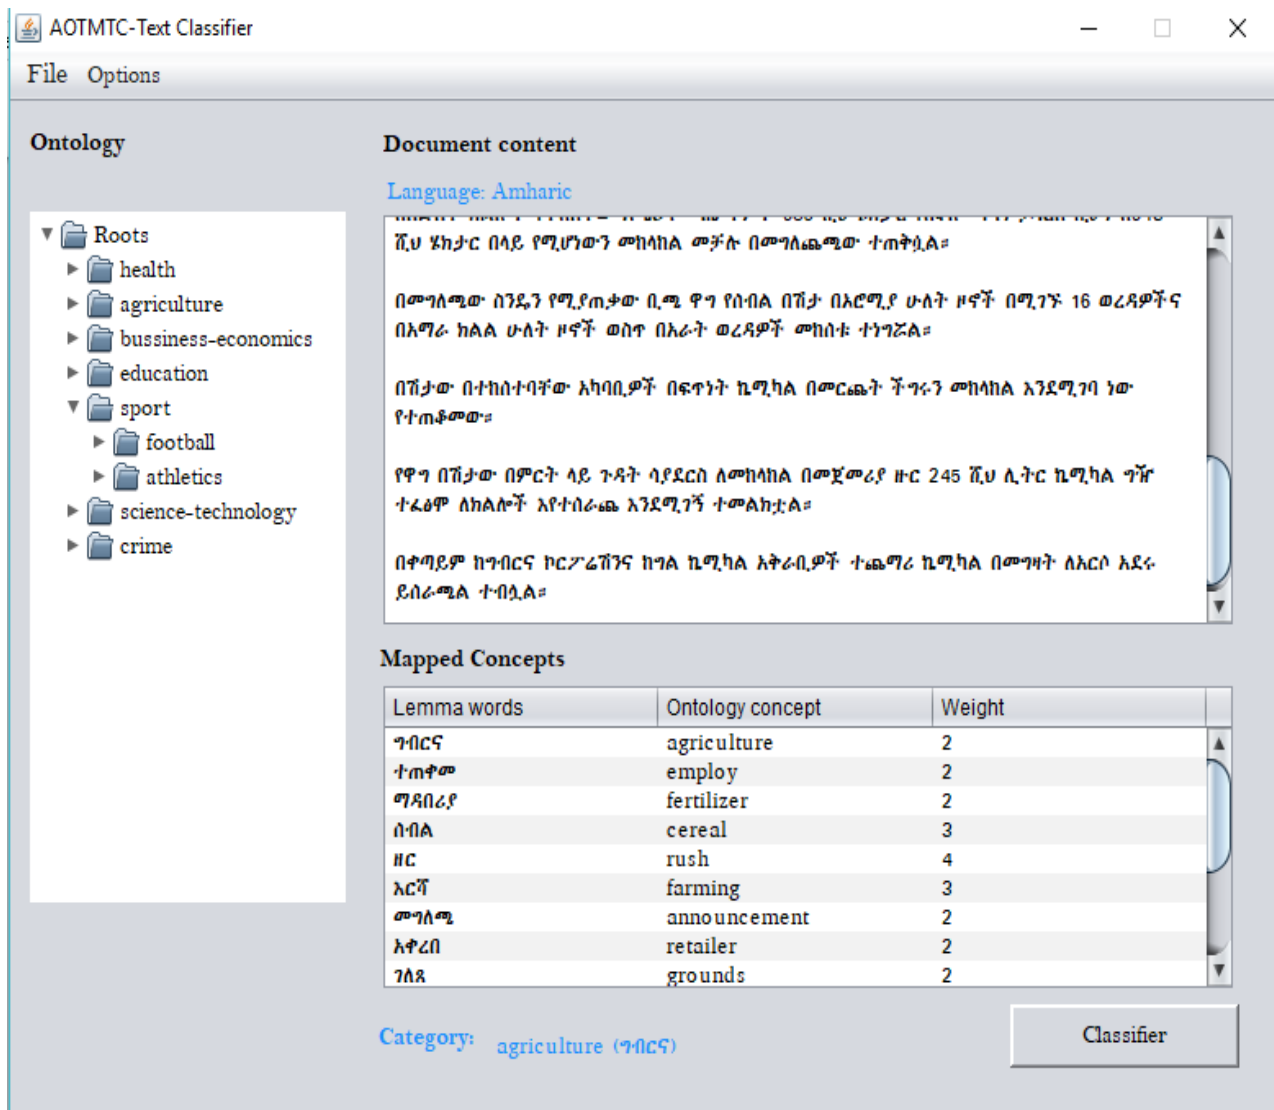 AOTMTC-Text Classifier
File Options
Ontology
Roots
health
agriculture
bussiness-economics
education
sport
football
athletics
science-technology
crime
Document content
Language: Amharic
ሺህ ሄክታር በላይ የሚሆነውን መከላከል መቻሉ በመግለጫው ተጠቅሷል።
በመግለጫው ስንዴን የሚያጠቃው ቢጫ ዋግ የሰብል በሽታ በኦሮሚያ ሁለት ዞኖች በሚገኙ 16 ወረዳዎችና
በአማራ ክልል ሁለት ዞኖች ወስጥ በአራት ወረዳዎች መከሰቱ ተነግሯል።
በሽታው በተከሰተባቸው አካባቢዎች በፍጥነት ኬሚካል በመርጨት ችግሩን መከላከል እንደሚገባ ነው
የተጠቆመው።
የዋግ በሽታው በምርት ላይ ጉዳት ሳያደርስ ለመከላከል በመጀመሪያ ዙር 245 ሺህ ሊትር ኬሚካል ግዥ
ተፈፅሞ ለክልሎች እየተሰራጨ እንደሚገኝ ተመልክቷል።
በቀጣይም ከግብርና ኮርፖሬሽንና ከግል ኬሚካል አቅራቢዎች ተጨማሪ ኬሚካል በመግዛት ለአርሶ አደሩ
ይሰራጫል ተብሏል።
Mapped Concepts
Lemma words Ontology concept Weight
ግብርና agriculture 2
ተጠቀመ employ 2
ማዳበሪያ fertilizer 2
ሰብል cereal 3
ዘር rush 4
እርሻ farming 3
መግለጫ announcement 2
አቀረበ retailer 2
ገለጸ grounds 2
Category: agriculture (ግብርና)
Classifier